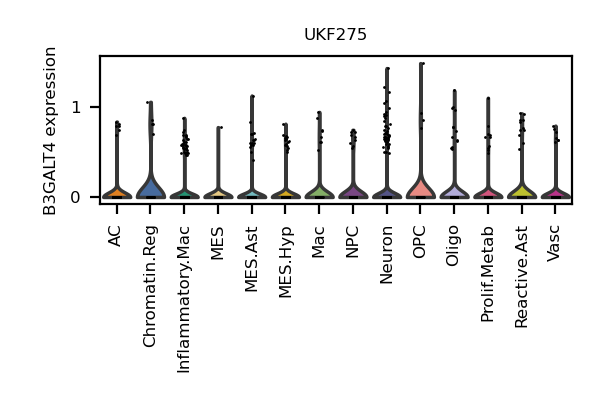 UKF275
B3GALT4 expression
1
0
AC
Chromatin.Reg
Inflammatory.Mac
MES
MES.Ast
MES.Hyp
Mac
NPC
Neuron
OPC
Oligo
Prolif.Metab
Reactive.Ast
Vasc